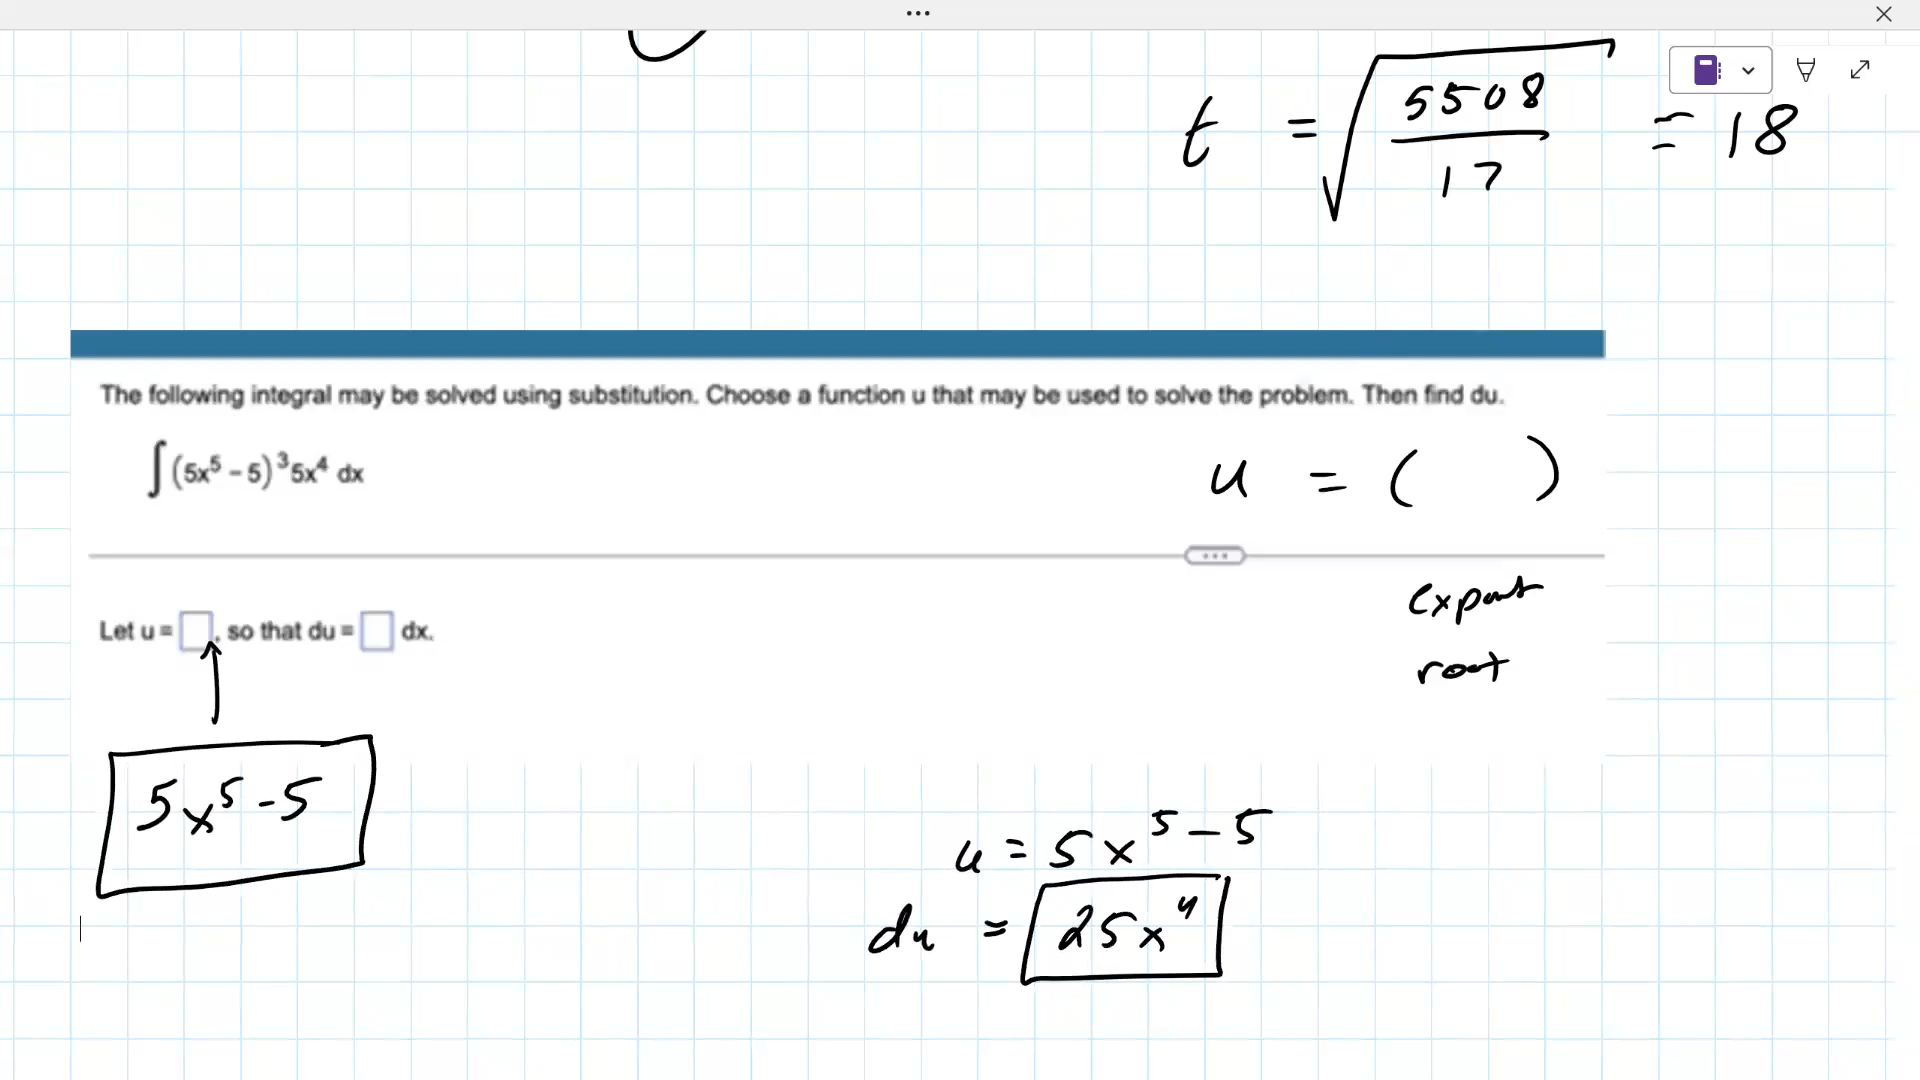 t = √(5508/17) = 18
The following integral may be solved using substitution. Choose a function u that may be used to solve the problem. Then find du.
∫(5x⁵ − 5)³5x⁴ dx
u = (    )
expont
root
Let u = , so that du = dx.
5x⁵ - 5
u = 5x⁵ - 5
du = 25x⁴